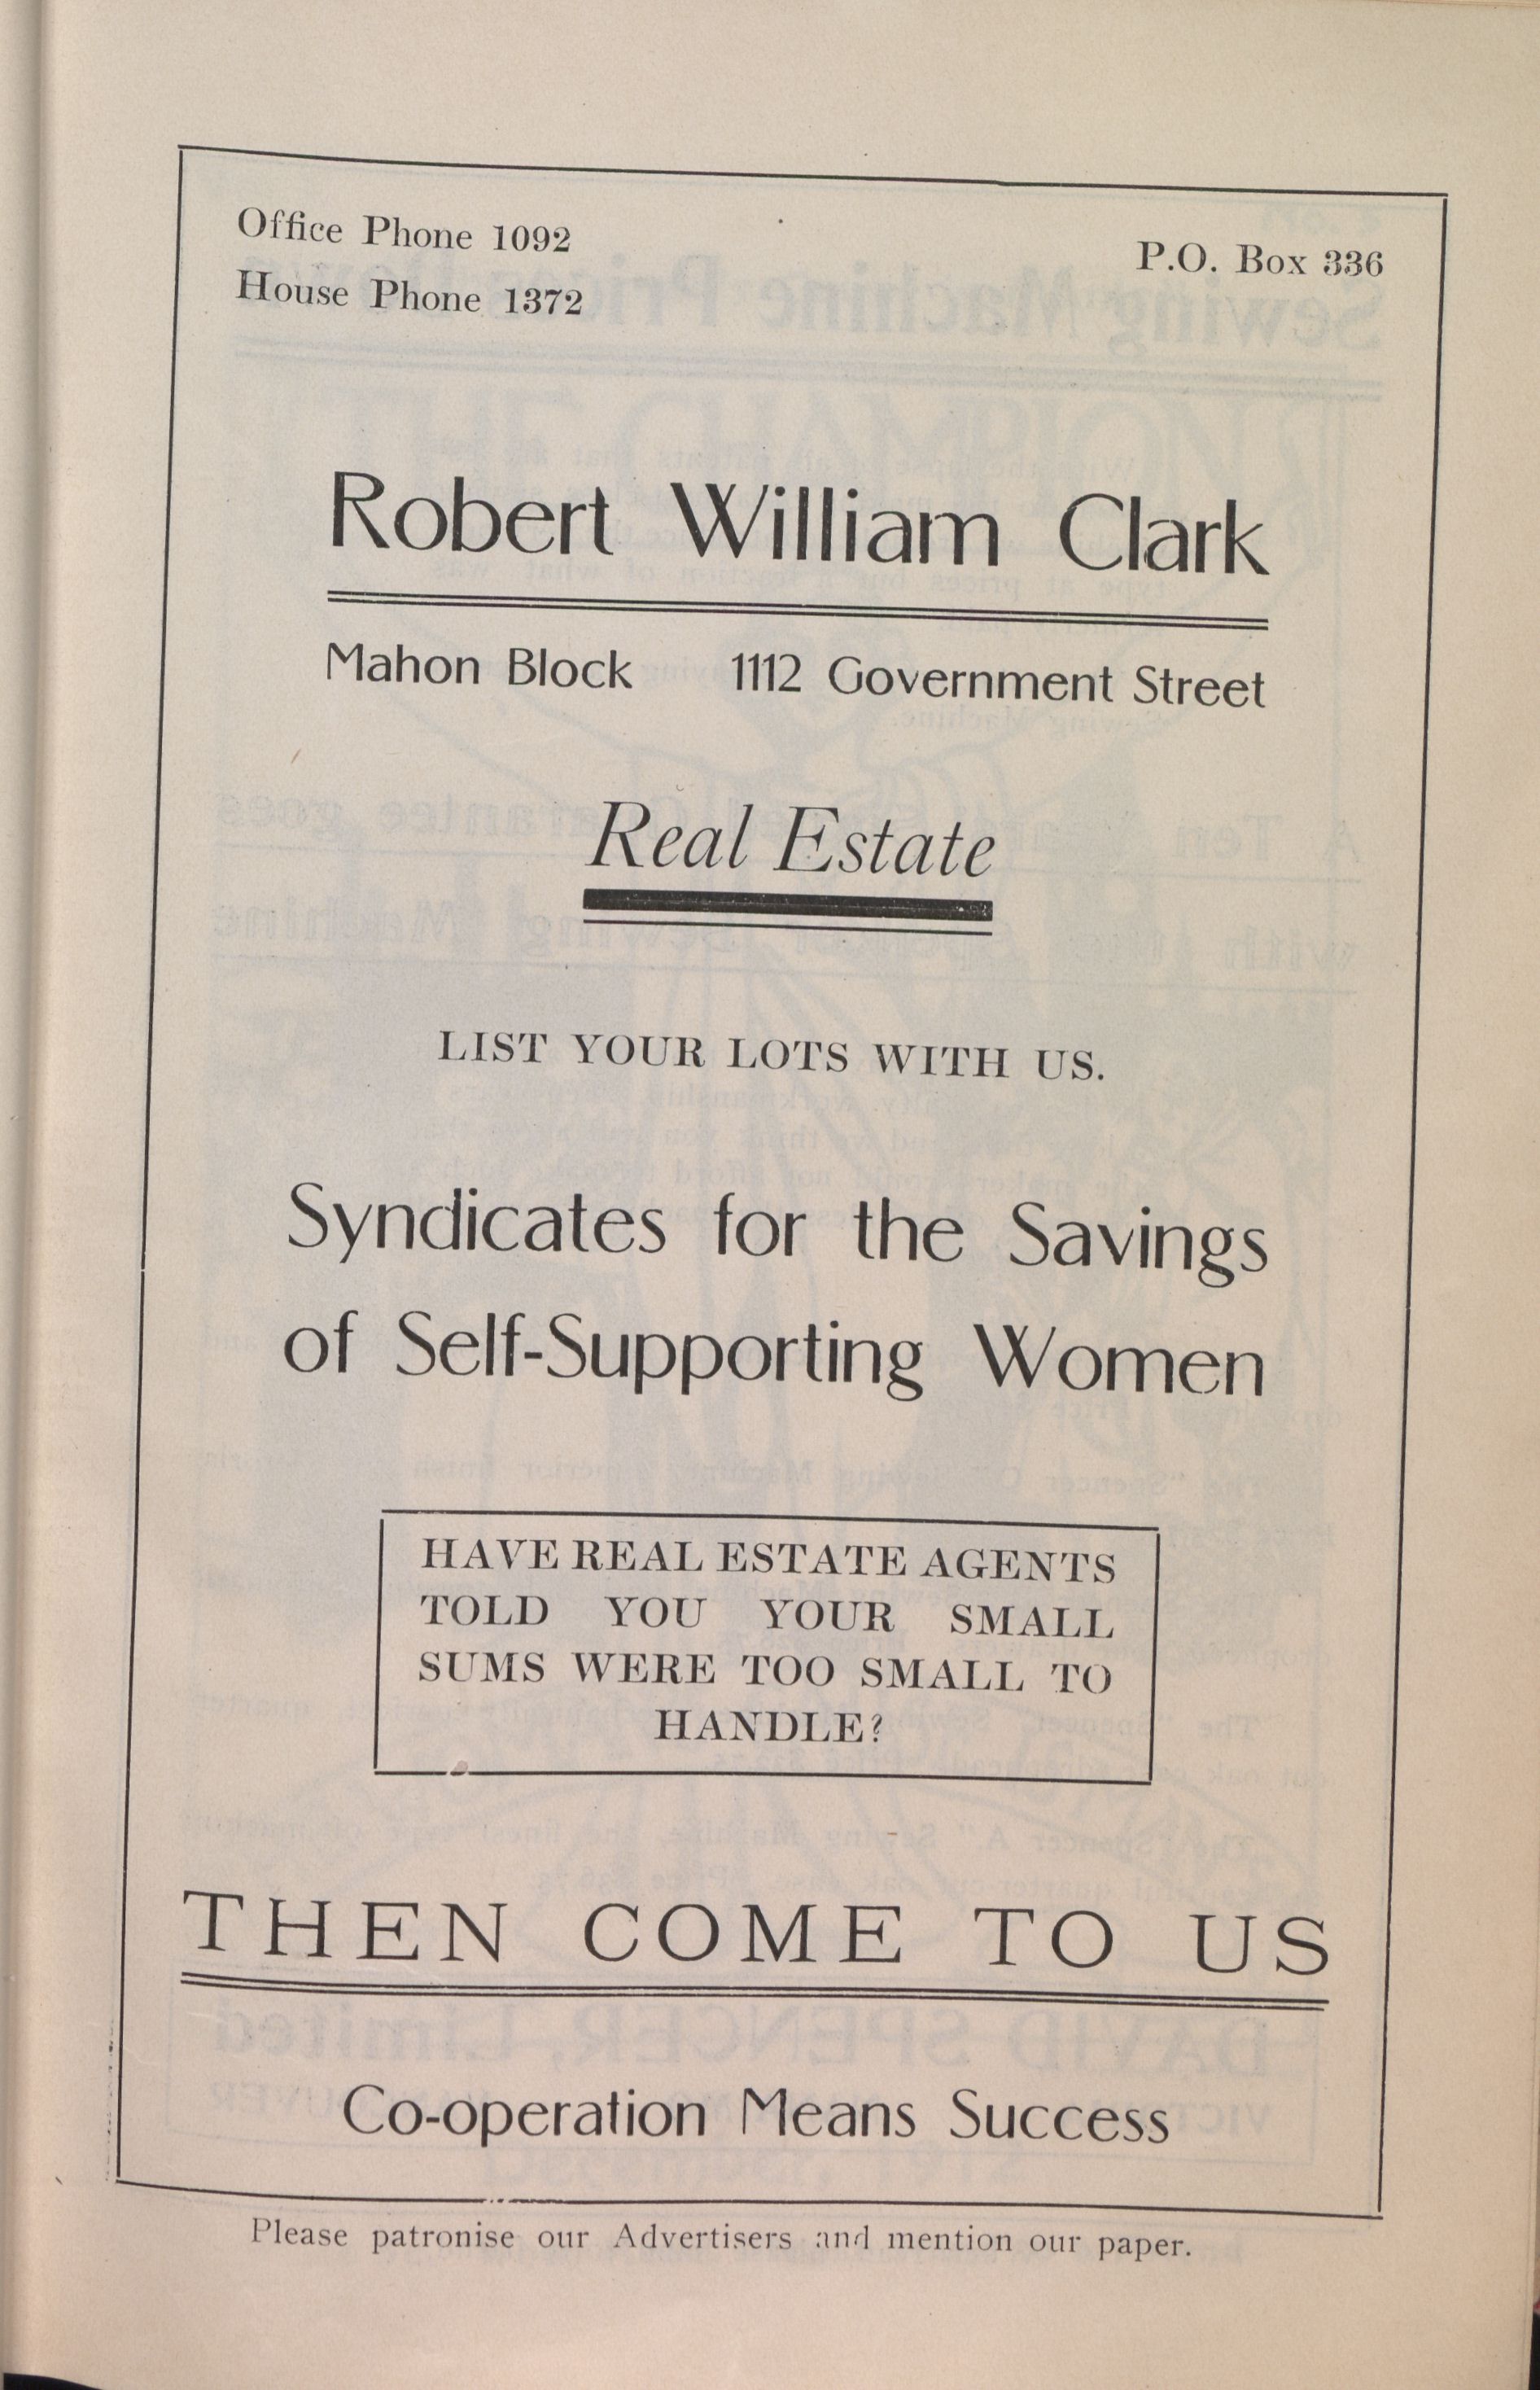 Office Phone 1092
House Phone 1372
P.O. Box 336
Robert William Clark
Mahon Block 1112 Government Street
Real Estate
LIST YOUR LOTS WITH US.
Syndicates for the Savings
of Self-Supporting Women
HAVE REAL ESTATE AGENTS
TOLD YOU YOUR SMALL
SUMS WERE TOO SMALL TO
HANDLE?
THEN COME TO US
Co-operation Means Success
Please patronise our Advertisers and mention our paper.